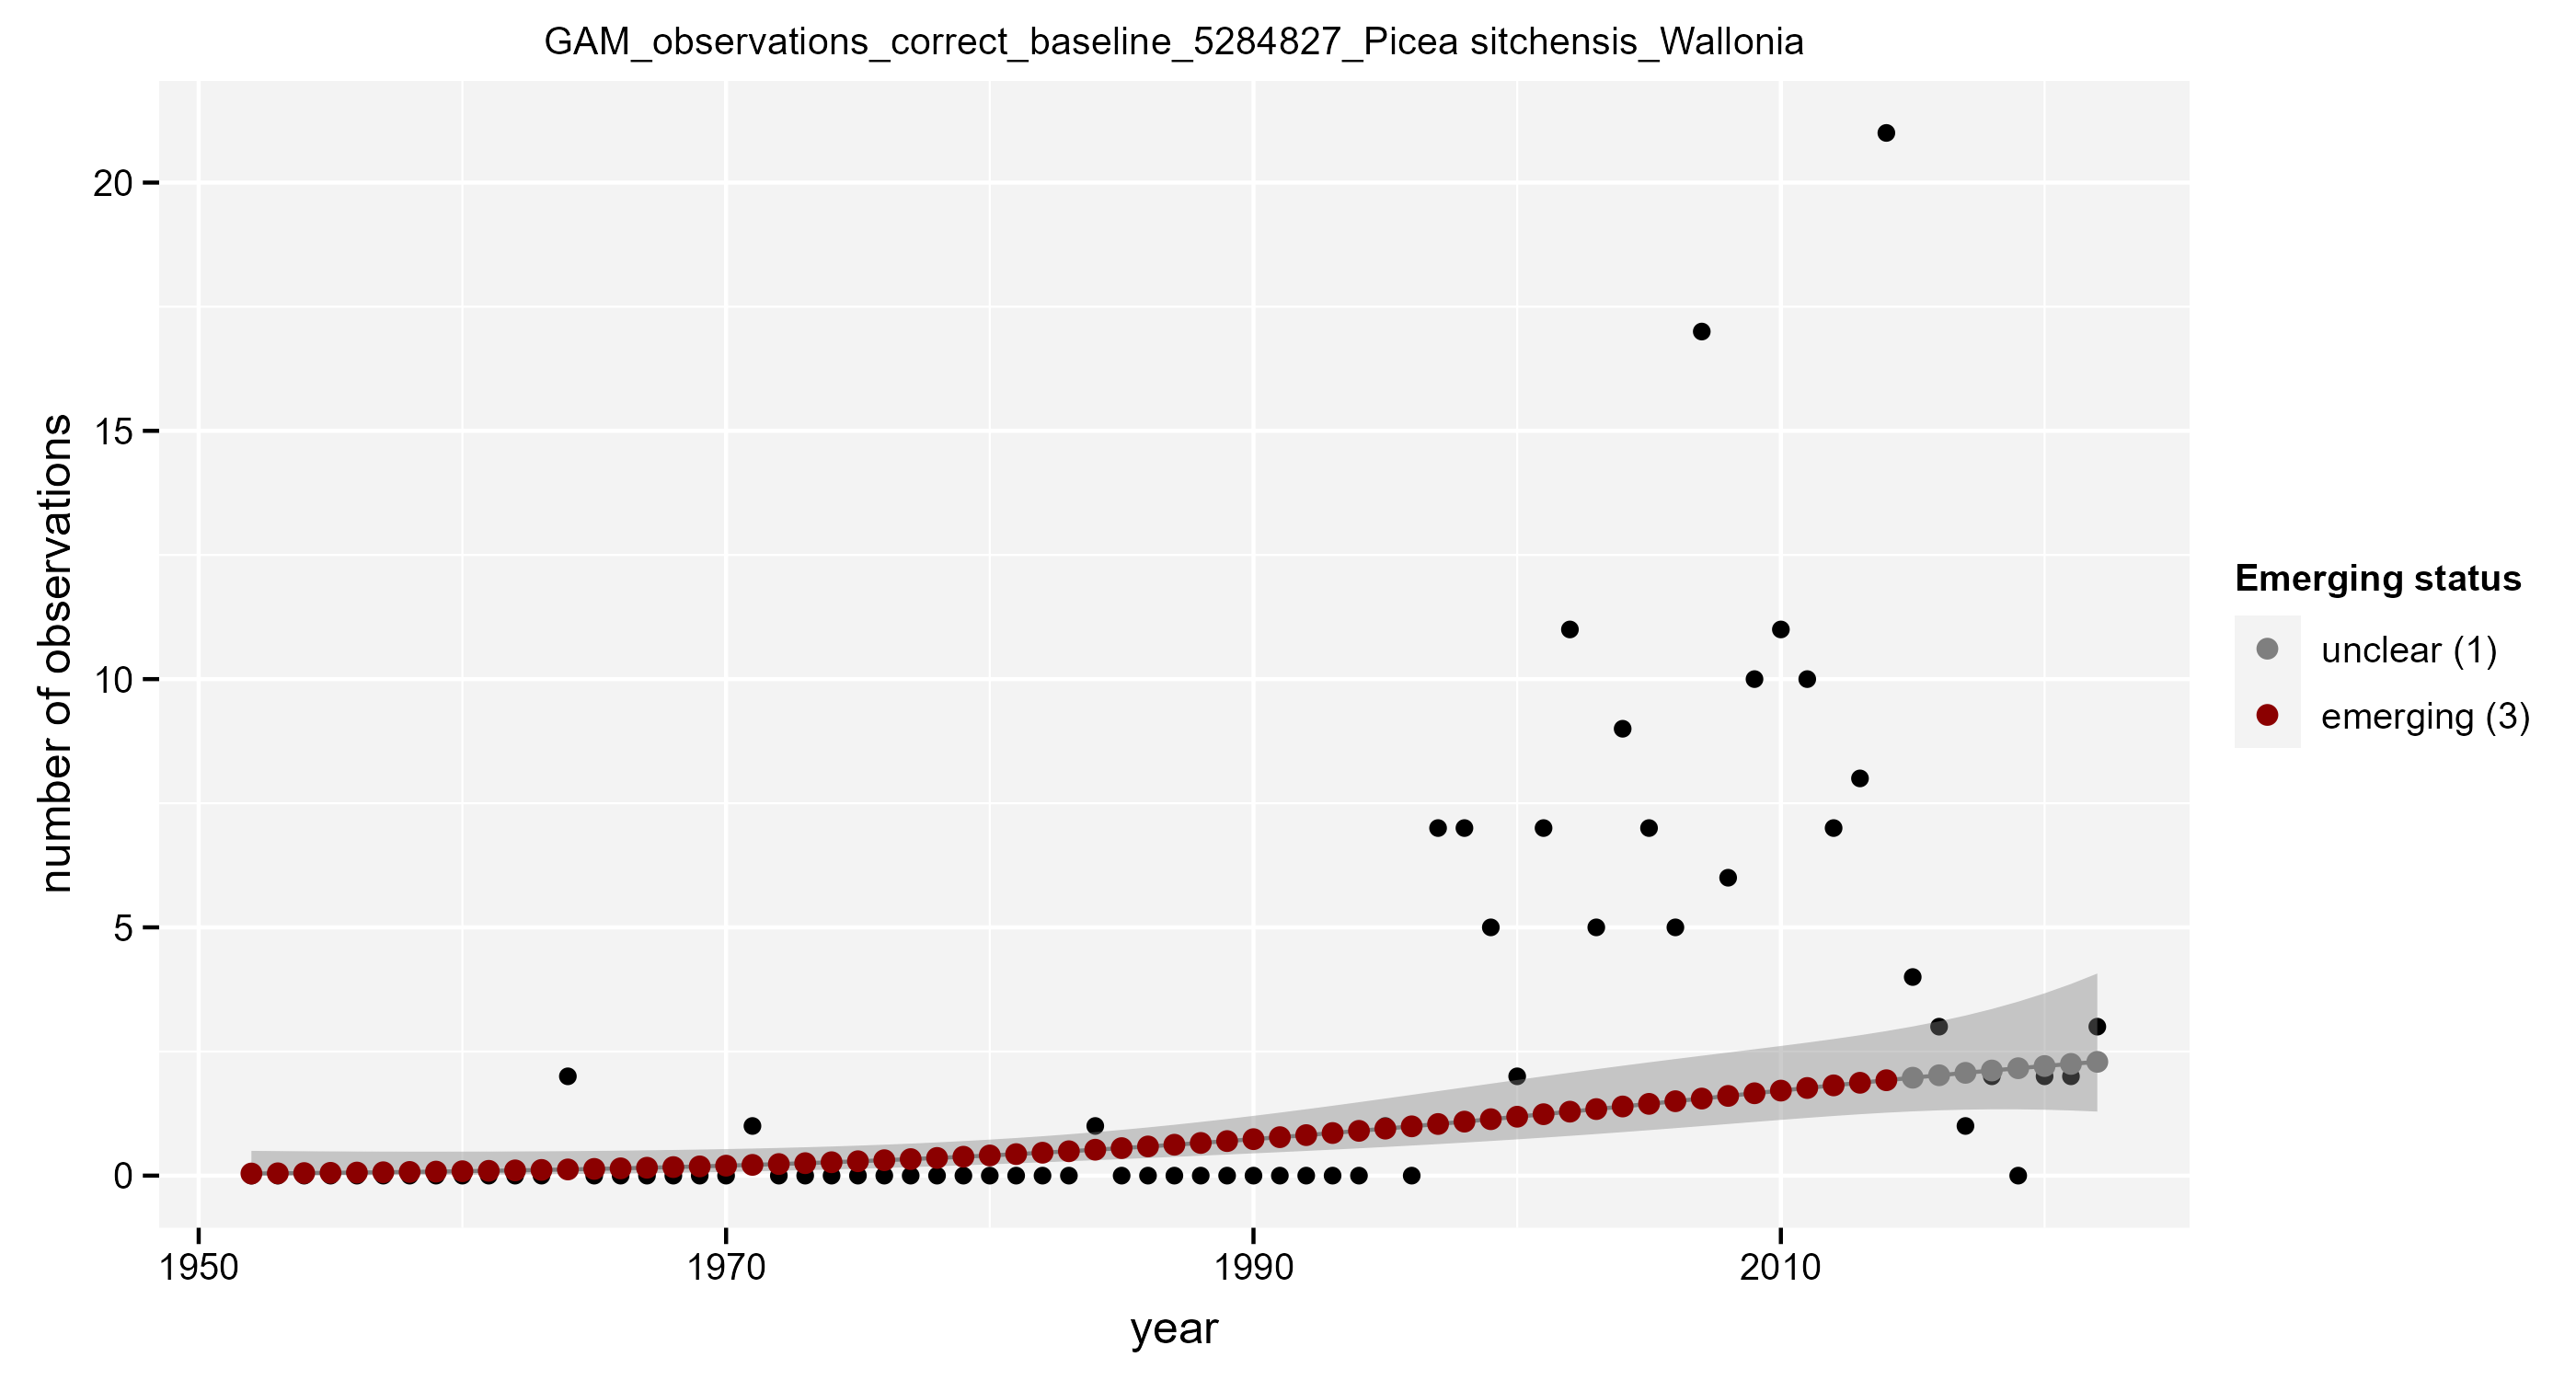 GAM_observations_correct_baseline_5284827_Picea sitchensis_Wallonia
number of observations
20
15
10
5
0
1950
1970
1990
2010
year
Emerging status
unclear (1)
emerging (3)